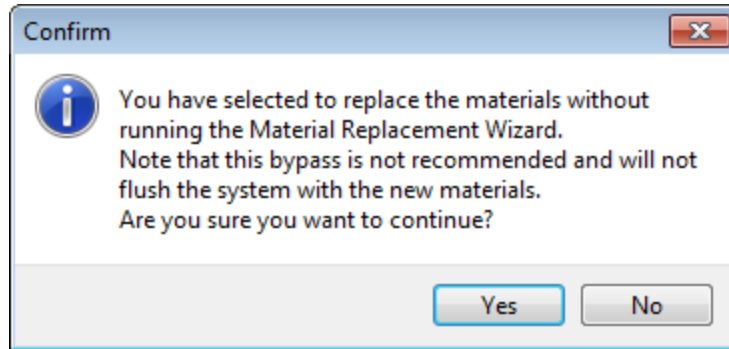 Confirm
You have selected to replace the materials without
running the Material Replacement Wizard.
Note that this bypass is not recommended and will not
flush the system with the new materials.
Are you sure you want to continue?
Yes
No